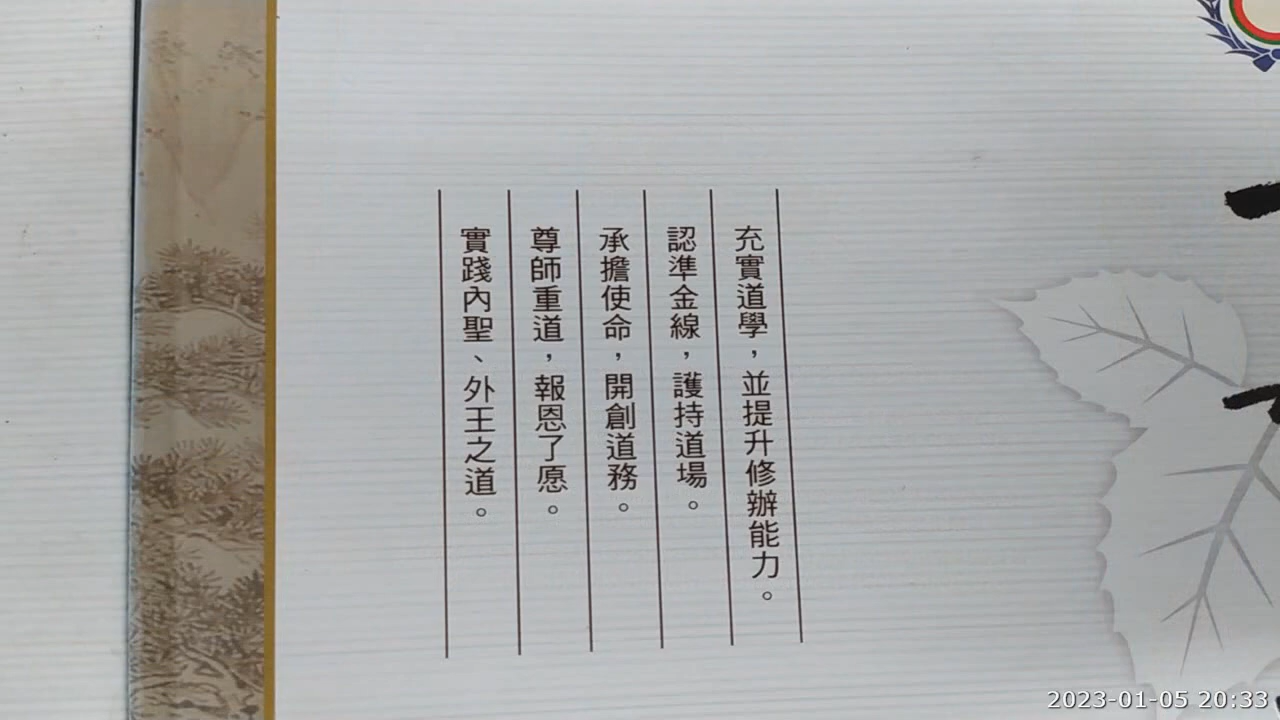 充實道學，並提升修辦能力。
認準金線，護持道場。
承擔使命，開創道務。
尊師重道，報恩了愿。
實踐內聖、外王之道。
2023-01-05 20:33